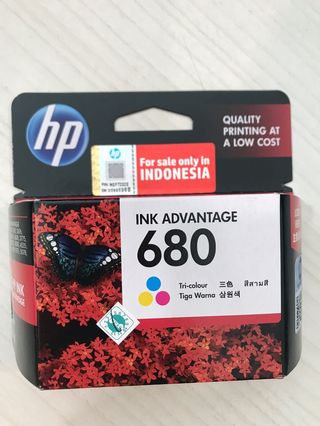 hp
QUALITY
PRINTING AT
A LOW COST
For sale only in
INDONESIA
INK ADVANTAGE
680
Tri-colour 三色 สีสามสี
Tiga Warna 삼원색